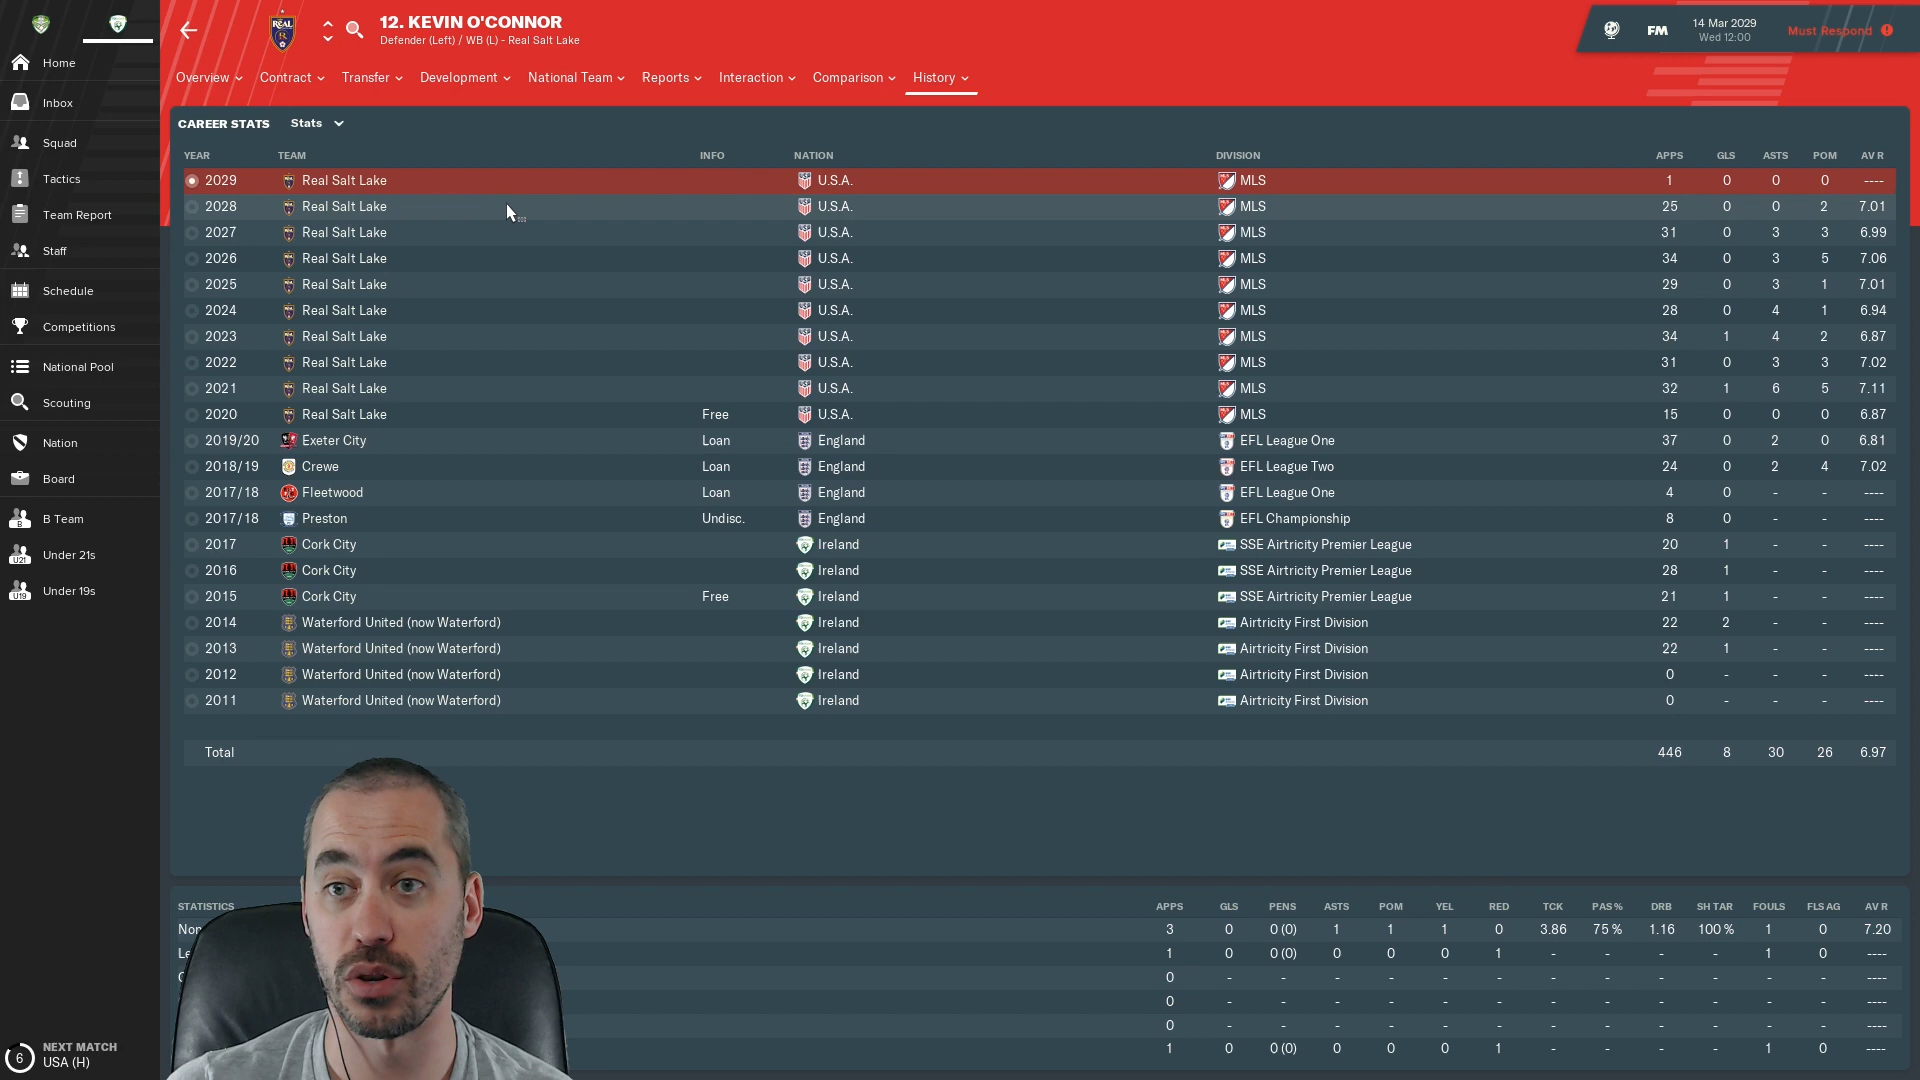 12. KEVIN O'CONNOR
Defender (Left) / WB (L) - Real Salt Lake
FM
14 Mar 2029
Wed 12:00
Must Respond
Overview Contract Transfer Development National Team Reports Interaction Comparison History
Home
Inbox
Squad
Tactics
Team Report
Staff
Schedule
Competitions
National Pool
Scouting
Nation
Board
B Team
Under 21s
Under 19s
NEXT MATCH
6 USA (H)
CAREER STATS Stats
YEAR TEAM INFO NATION DIVISION APPS GLS ASTS POM AV R
2029 Real Salt Lake U.S.A. MLS 1 0 0 0 ----
2028 Real Salt Lake U.S.A. MLS 25 0 0 2 7.01
2027 Real Salt Lake U.S.A. MLS 31 0 3 3 6.99
2026 Real Salt Lake U.S.A. MLS 34 0 3 5 7.06
2025 Real Salt Lake U.S.A. MLS 29 0 3 1 7.01
2024 Real Salt Lake U.S.A. MLS 28 0 4 1 6.94
2023 Real Salt Lake U.S.A. MLS 34 1 4 2 6.87
2022 Real Salt Lake U.S.A. MLS 31 0 3 3 7.02
2021 Real Salt Lake U.S.A. MLS 32 1 6 5 7.11
2020 Real Salt Lake Free U.S.A. MLS 15 0 0 0 6.87
2019/20 Exeter City Loan England EFL League One 37 0 2 0 6.81
2018/19 Crewe Loan England EFL League Two 24 0 2 4 7.02
2017/18 Fleetwood Loan England EFL League One 4 0 - - ----
2017/18 Preston Undisc. England EFL Championship 8 0 - - ----
2017 Cork City Ireland SSE Airtricity Premier League 20 1 - - ----
2016 Cork City Ireland SSE Airtricity Premier League 28 1 - - ----
2015 Cork City Free Ireland SSE Airtricity Premier League 21 1 - - ----
2014 Waterford United (now Waterford) Ireland Airtricity First Division 22 2 - - ----
2013 Waterford United (now Waterford) Ireland Airtricity First Division 22 1 - - ----
2012 Waterford United (now Waterford) Ireland Airtricity First Division 0 - - - ----
2011 Waterford United (now Waterford) Ireland Airtricity First Division 0 - - - ----
Total 446 8 30 26 6.97
STATISTICS APPS GLS PENS ASTS POM YEL RED TCK PAS % DRB SH TAR FOULS FLS AG AV R
3 0 0 (0) 1 1 1 0 3.86 75 % 1.16 100 % 1 0 7.20
1 0 0 (0) 0 0 0 1 - - - - 1 0 ----
0 - - - - - - - - - - - - ----
0 - - - - - - - - - - - - ----
0 - - - - - - - - - - - - ----
1 0 0 (0) 0 0 0 1 - - - - 1 0 ----